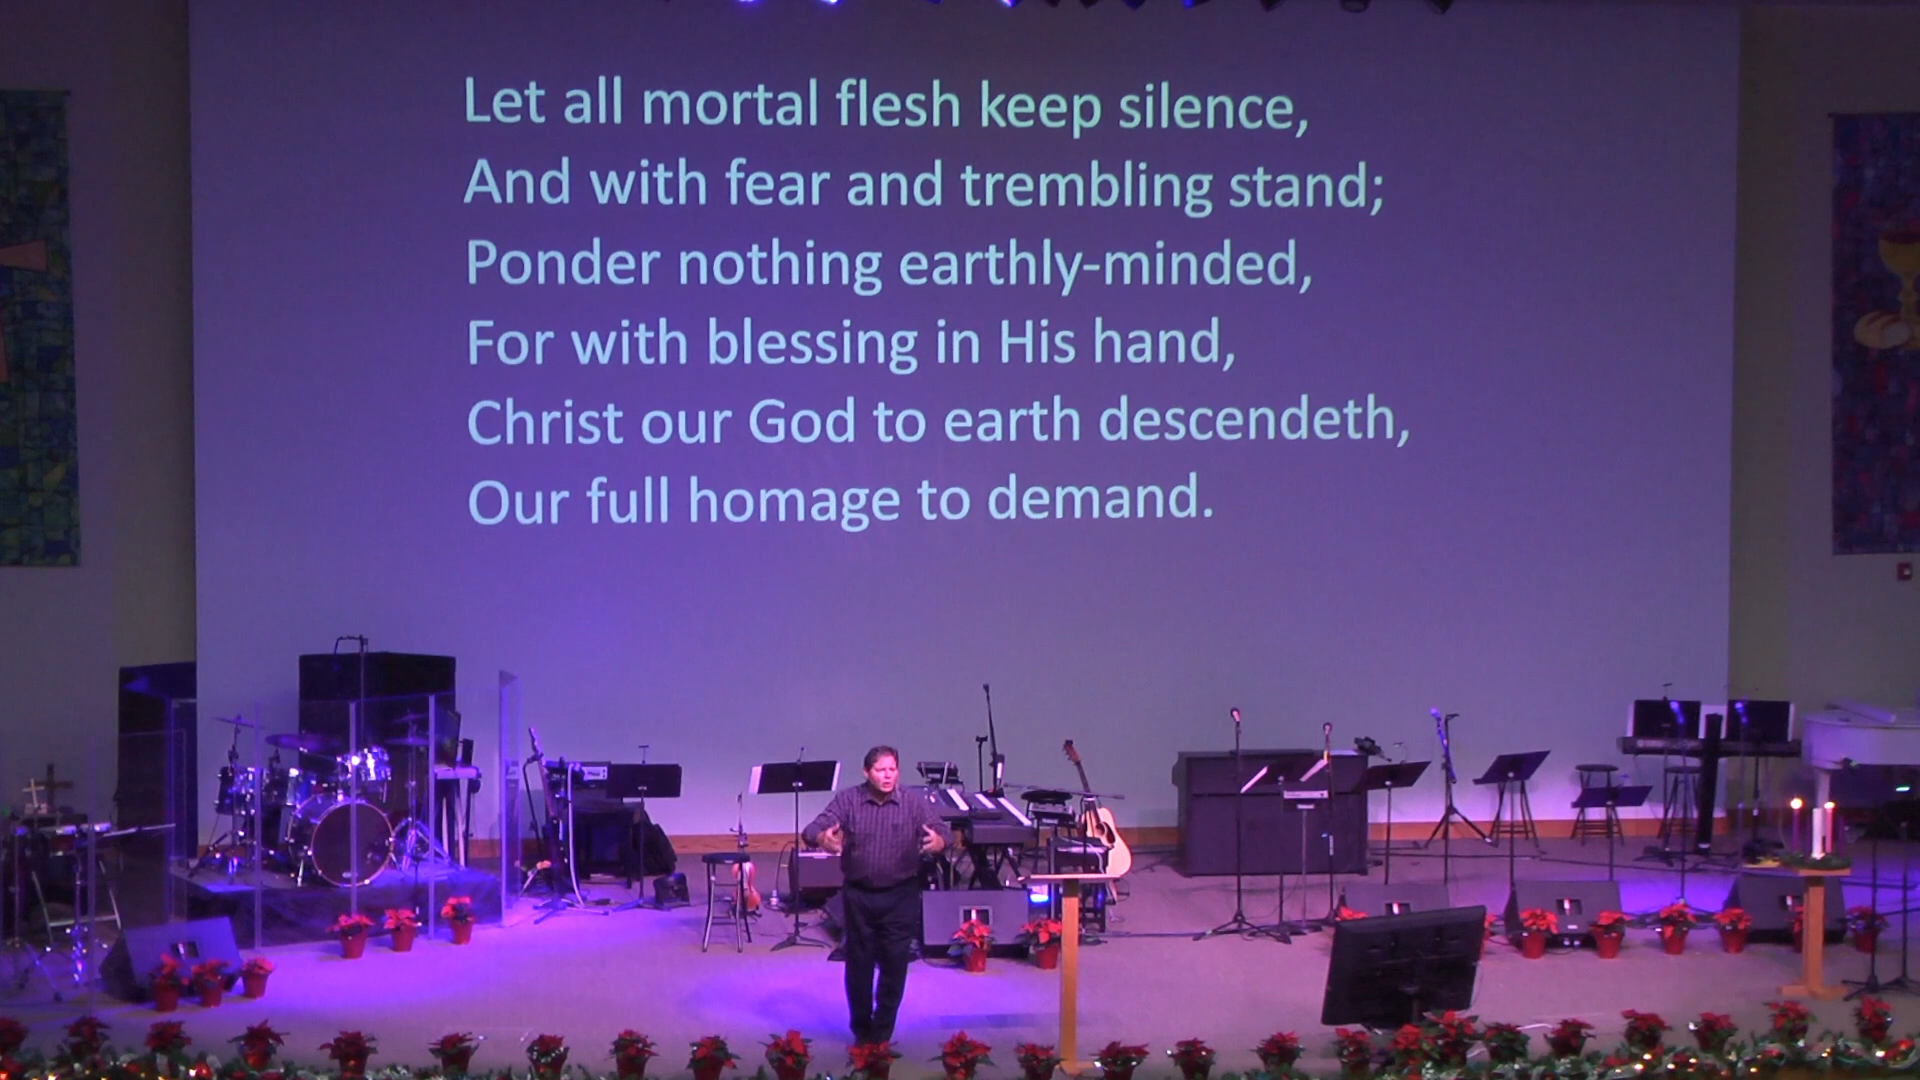 Let all mortal flesh keep silence,
And with fear and trembling stand;
Ponder nothing earthly-minded,
For with blessing in His hand,
Christ our God to earth descendeth,
Our full homage to demand.